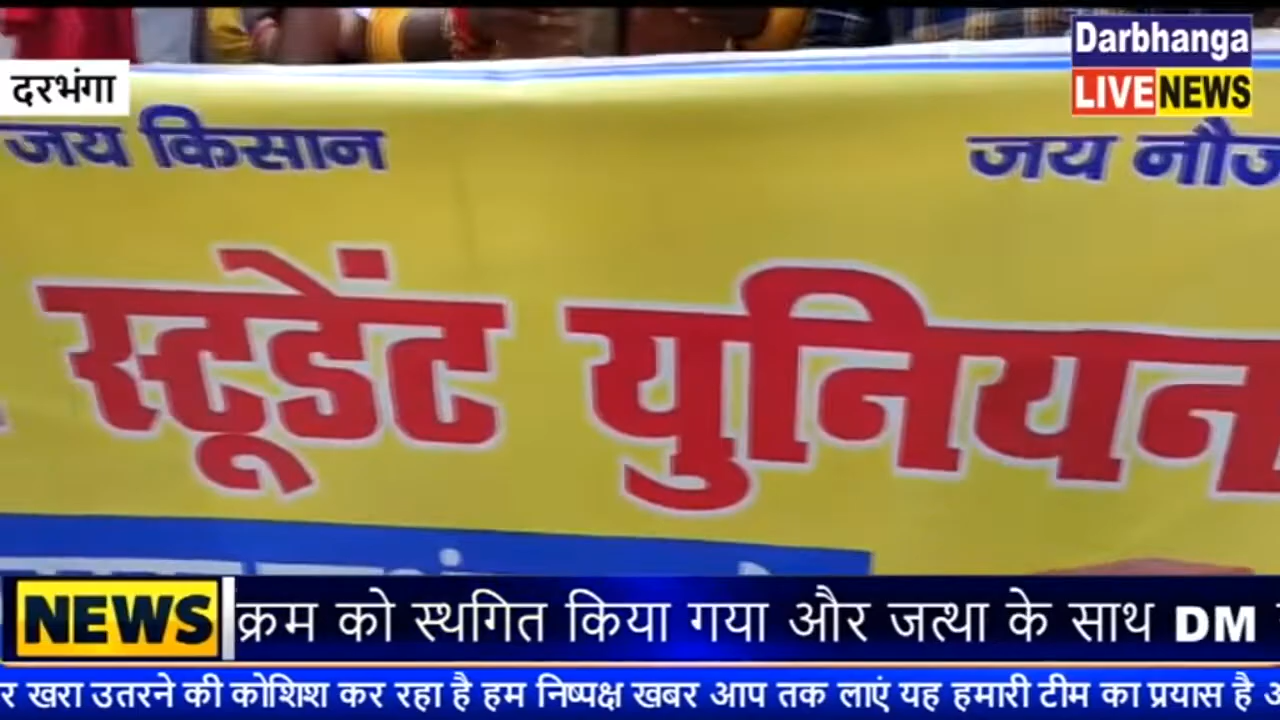 Darbhanga
LIVE NEWS
दरभंगा
जय किसान
जय
स्टूडेंट युनियन
NEWS
क्रम को स्थगित किया गया और जत्था के साथ DM
र खरा उतरने की कोशिश कर रहा है हम निष्पक्ष खबर आप तक लाएं यह हमारी टीम का प्रयास है